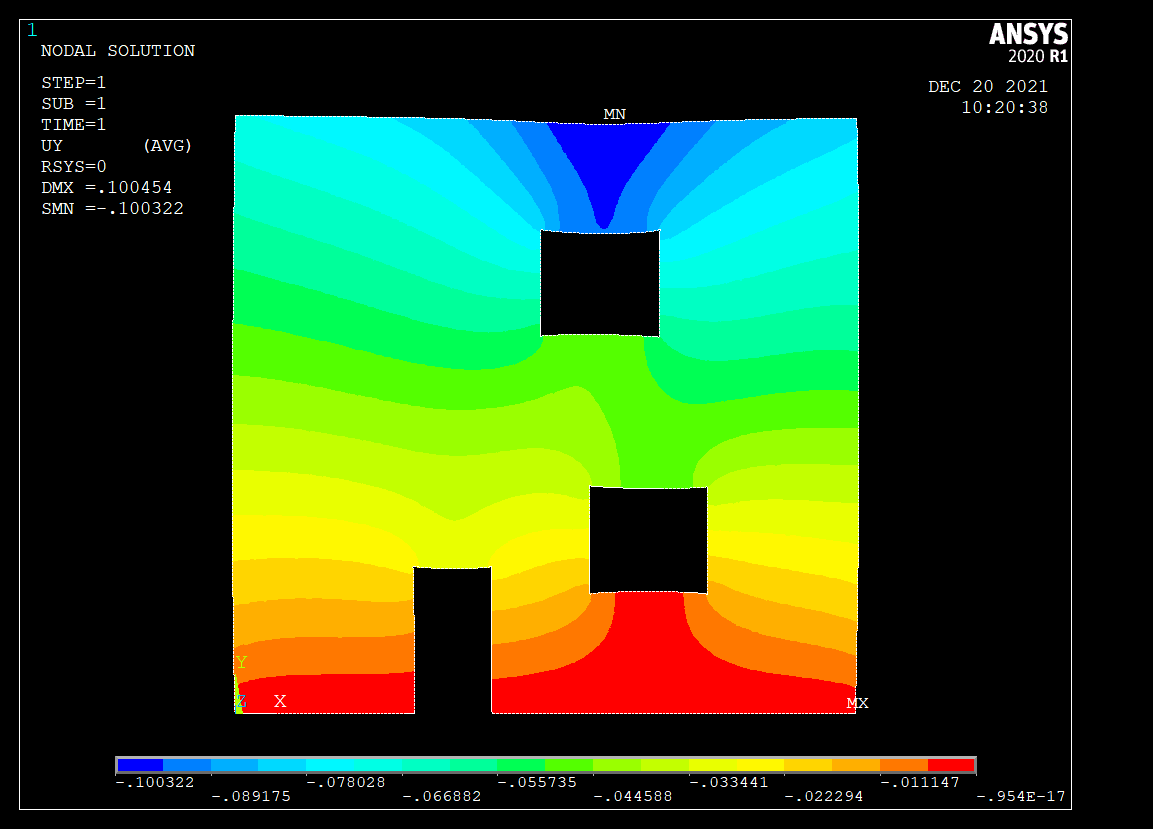 1
NODAL SOLUTION
STEP=1
SUB =1
TIME=1
UY (AVG)
RSYS=0
DMX =.100454
SMN =-.100322
ANSYS
2020 R1
DEC 20 2021
10:20:38
MN
Y
Z X
MX
-.100322 -.078028 -.055735 -.033441 -.011147
-.089175 -.066882 -.044588 -.022294 -.954E-17